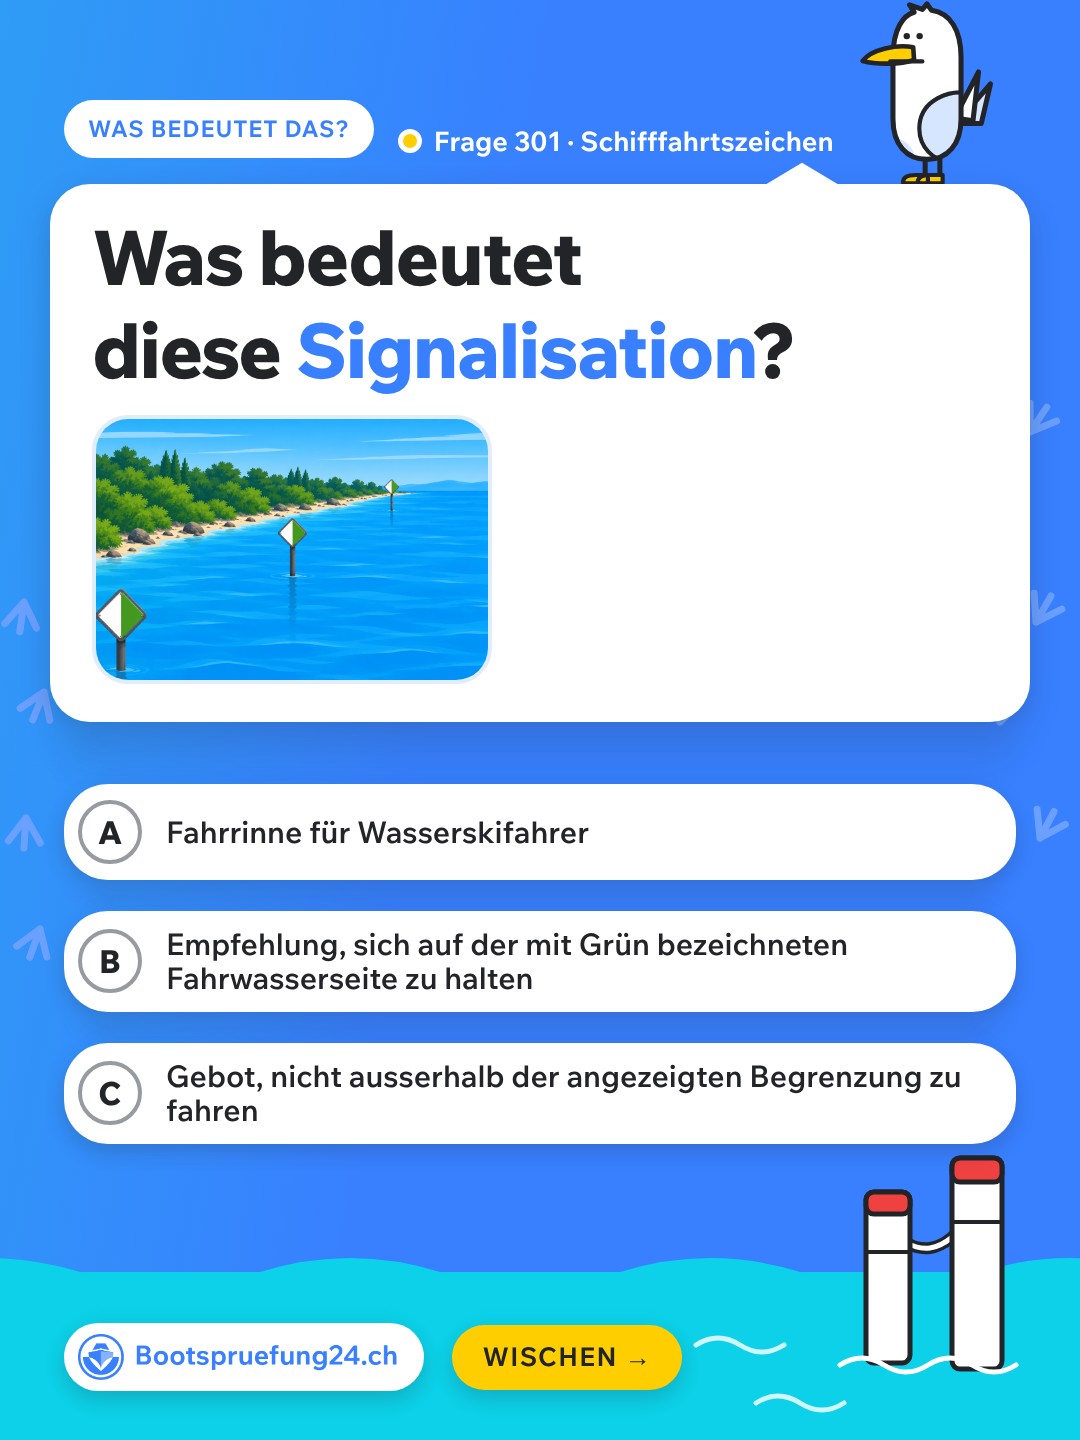 WAS BEDEUTET DAS?
Frage 301 · Schifffahrtszeichen
Was bedeutet
diese Signalisation?
A Fahrrinne für Wasserskifahrer
B Empfehlung, sich auf der mit Grün bezeichneten
Fahrwasserseite zu halten
C Gebot, nicht ausserhalb der angezeigten Begrenzung zu
fahren
Bootspruefung24.ch
WISCHEN →